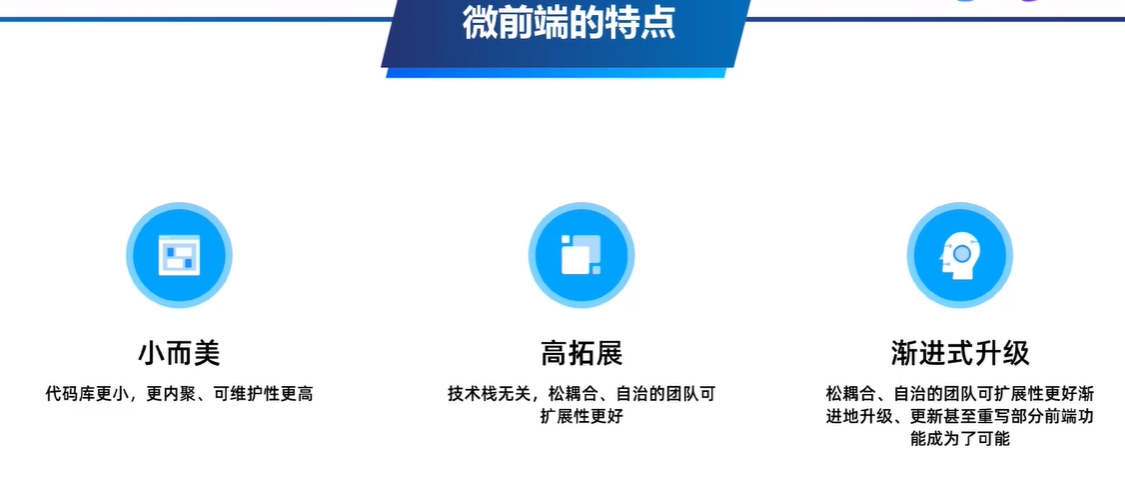 微前端的特点
小而美
代码库更小，更内聚、可维护性更高
高拓展
技术栈无关，松耦合、自治的团队可
扩展性更好
渐进式升级
松耦合、自治的团队可扩展性更好渐
进地升级、更新甚至重写部分前端功
能成为了可能